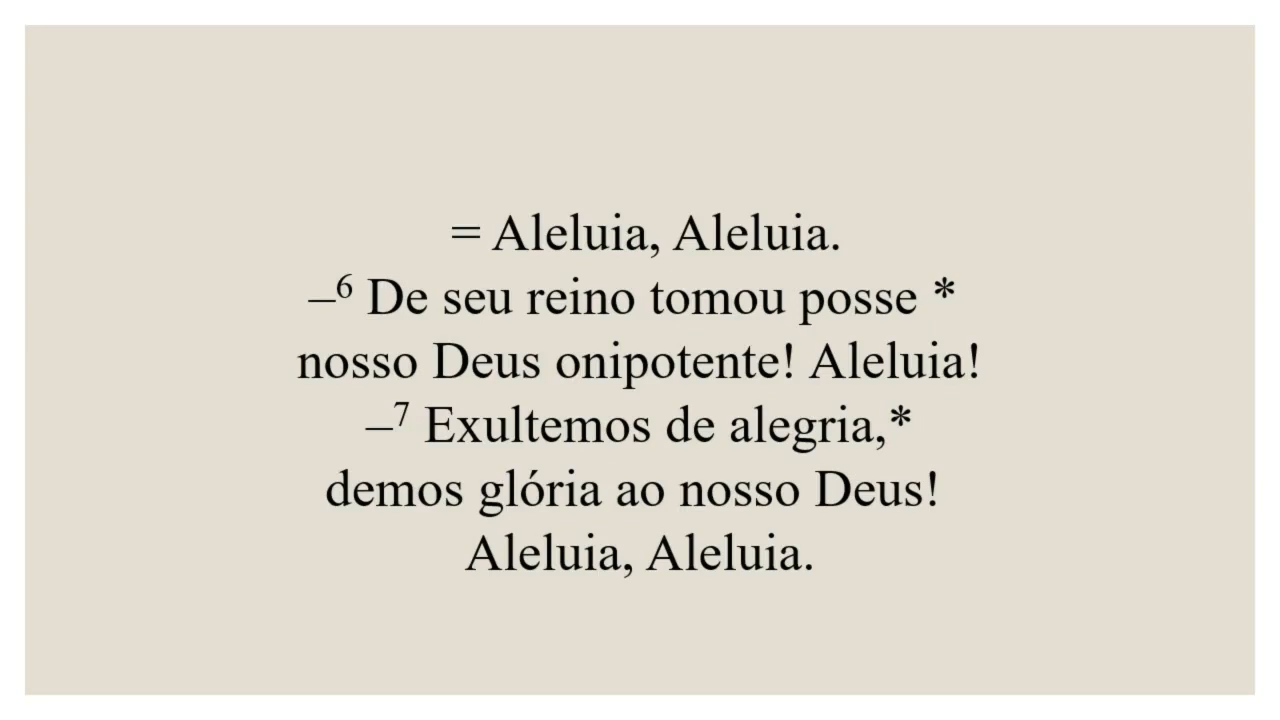 = Aleluia, Aleluia.
–⁶ De seu reino tomou posse *
nosso Deus onipotente! Aleluia!
–⁷ Exultemos de alegria,*
demos glória ao nosso Deus!
Aleluia, Aleluia.